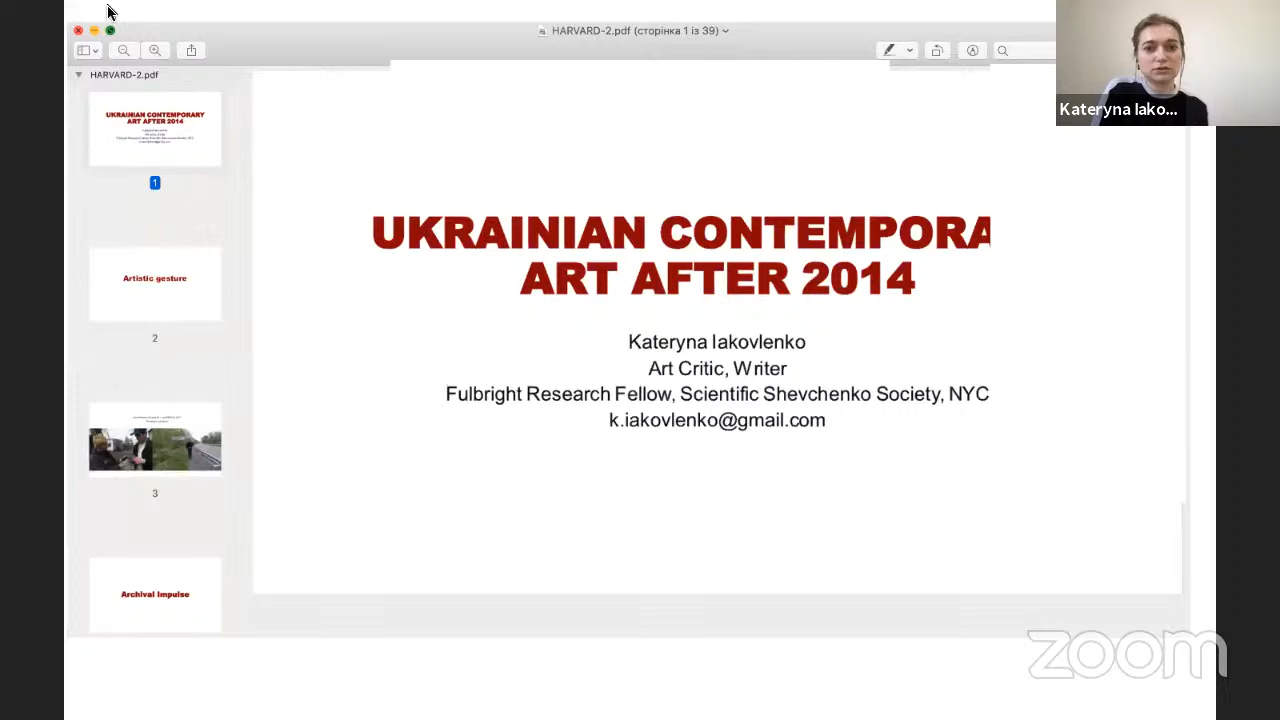 HARVARD-2.pdf (сторінка 1 із 39)
HARVARD-2.pdf
UKRAINIAN CONTEMPORARY
ART AFTER 2014
1
Artistic gesture
2
3
Archival Impulse
UKRAINIAN CONTEMPORA
ART AFTER 2014
Kateryna Iakovlenko
Art Critic, Writer
Fulbright Research Fellow, Scientific Shevchenko Society, NYC
k.iakovlenko@gmail.com
Kateryna Iako...
zoom